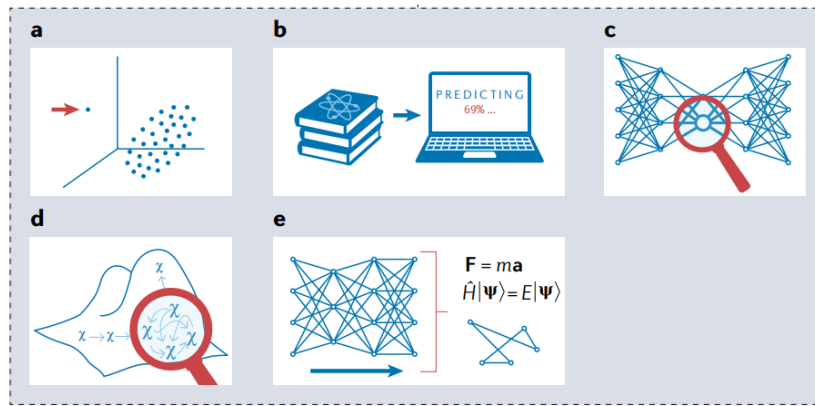 a
b
c
PREDICTING
69% ...
d
e
χ
χ
χ
χ
χ → χ →
χ
F = ma
Ĥ|Ψ⟩ = E|Ψ⟩